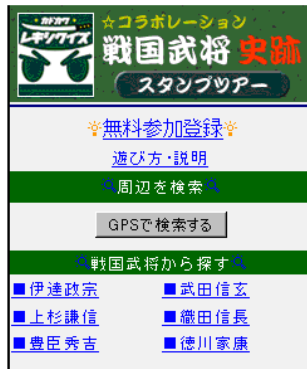 カドカワ
レキシクイズ
☆コラボレーション
戦国武将 史跡
スタンプツアー
無料参加登録
遊び方・説明
周辺を検索
GPSで検索する
戦国武将から探す
■伊達政宗 ■武田信玄
■上杉謙信 ■織田信長
■豊臣秀吉 ■徳川家康